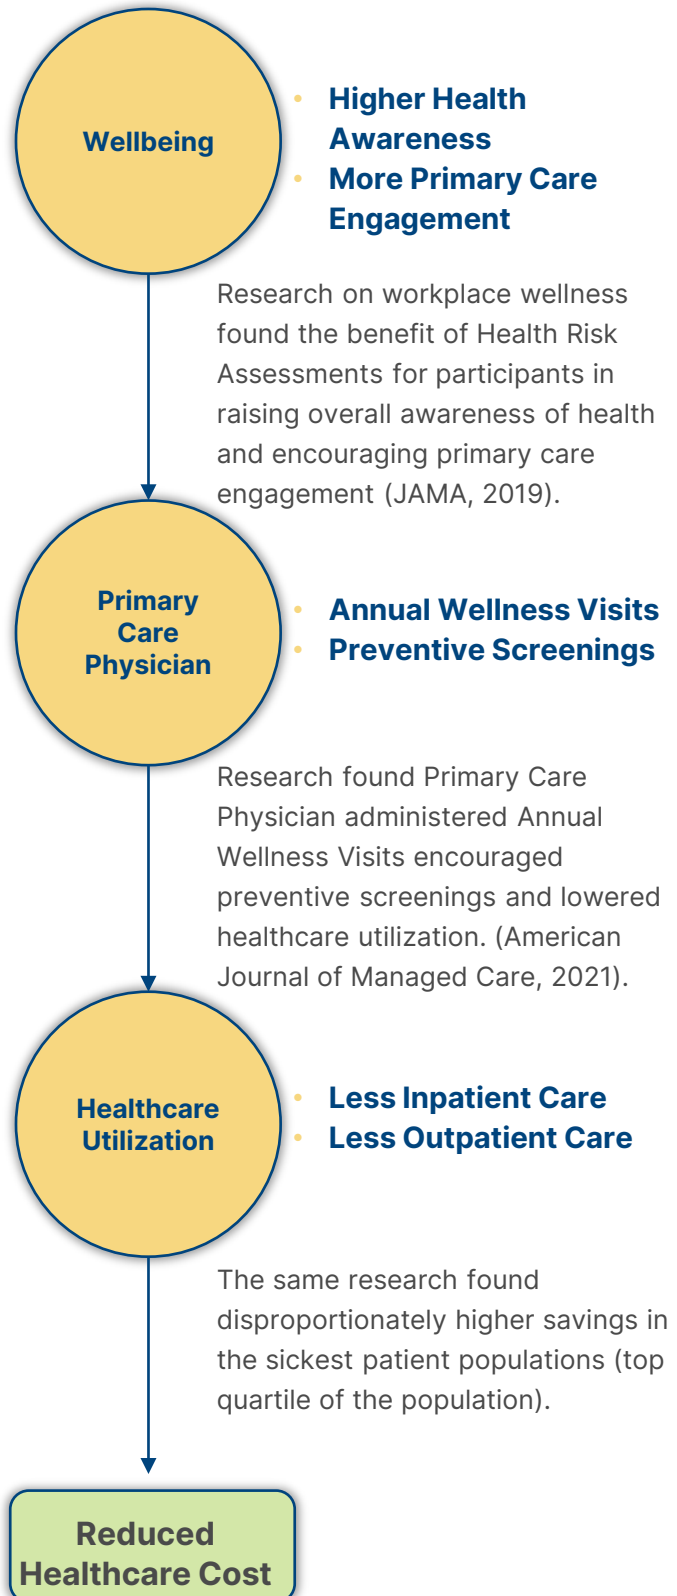 Wellbeing
• Higher Health
Awareness
• More Primary Care
Engagement
Research on workplace wellness
found the benefit of Health Risk
Assessments for participants in
raising overall awareness of health
and encouraging primary care
engagement (JAMA, 2019).
Primary
Care
Physician
• Annual Wellness Visits
• Preventive Screenings
Research found Primary Care
Physician administered Annual
Wellness Visits encouraged
preventive screenings and lowered
healthcare utilization. (American
Journal of Managed Care, 2021).
Healthcare
Utilization
• Less Inpatient Care
• Less Outpatient Care
The same research found
disproportionately higher savings in
the sickest patient populations (top
quartile of the population).
Reduced
Healthcare Cost